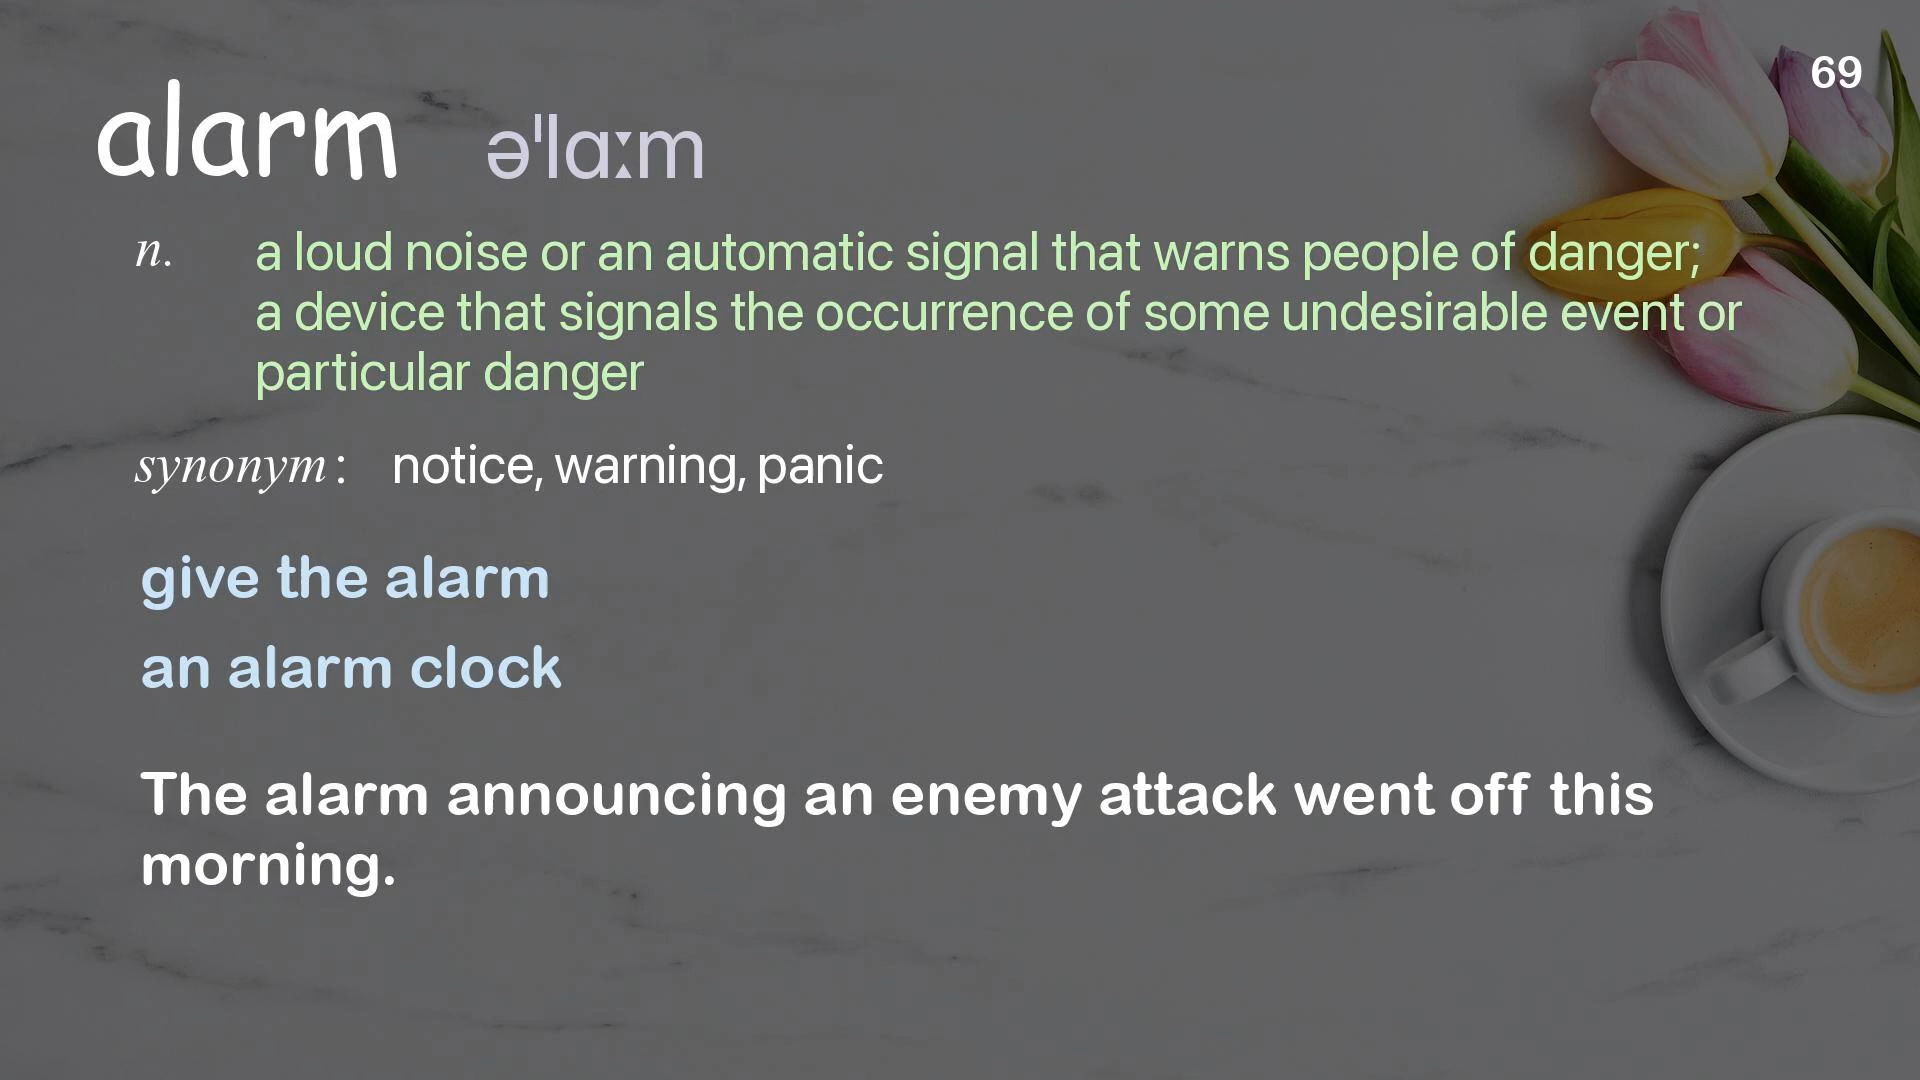 69
alarm əˈlɑːm
n. a loud noise or an automatic signal that warns people of danger;
a device that signals the occurrence of some undesirable event or
particular danger
synonym: notice, warning, panic
give the alarm
an alarm clock
The alarm announcing an enemy attack went off this
morning.